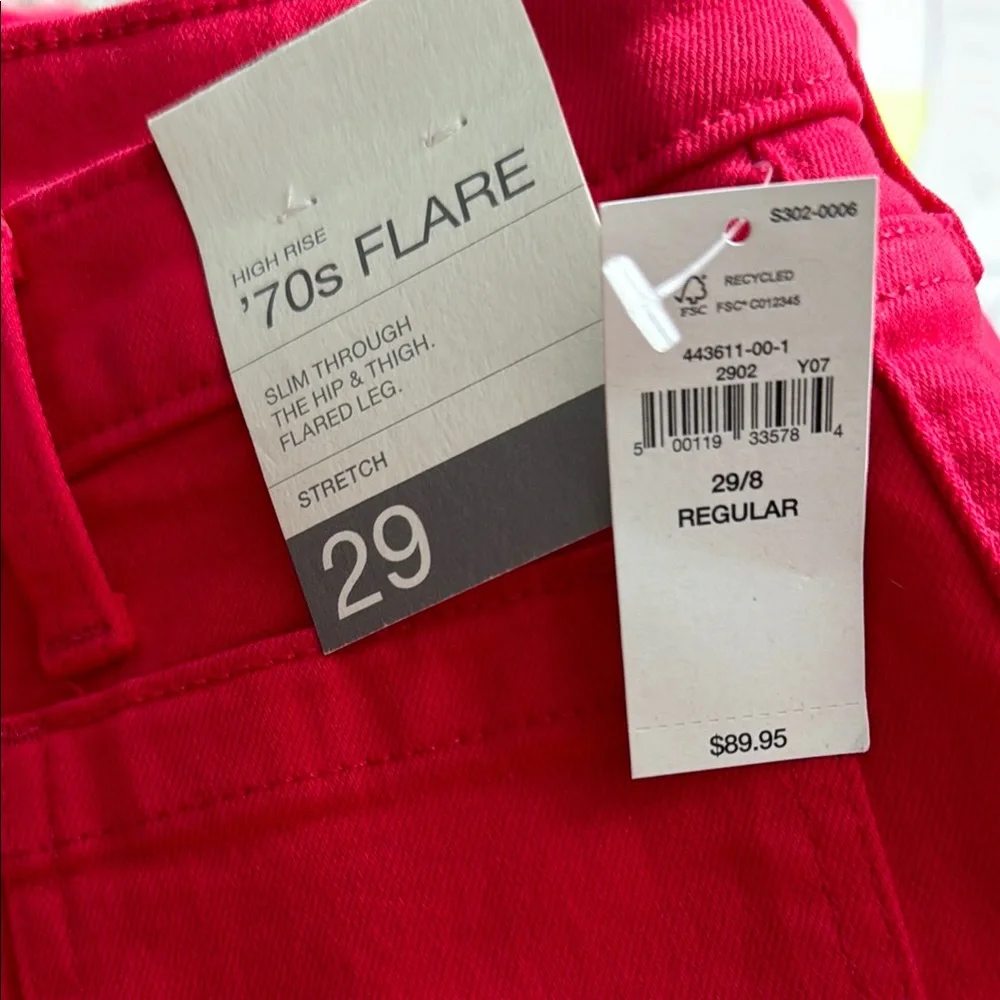 HIGH RISE
’70s FLARE
SLIM THROUGH
THE HIP & THIGH.
FLARED LEG.
STRETCH
29
S302-0006
FSC
RECYCLED
FSC® C012345
443611-00-1
2902 Y07
5 00119 33578 4
29/8
REGULAR
$89.95